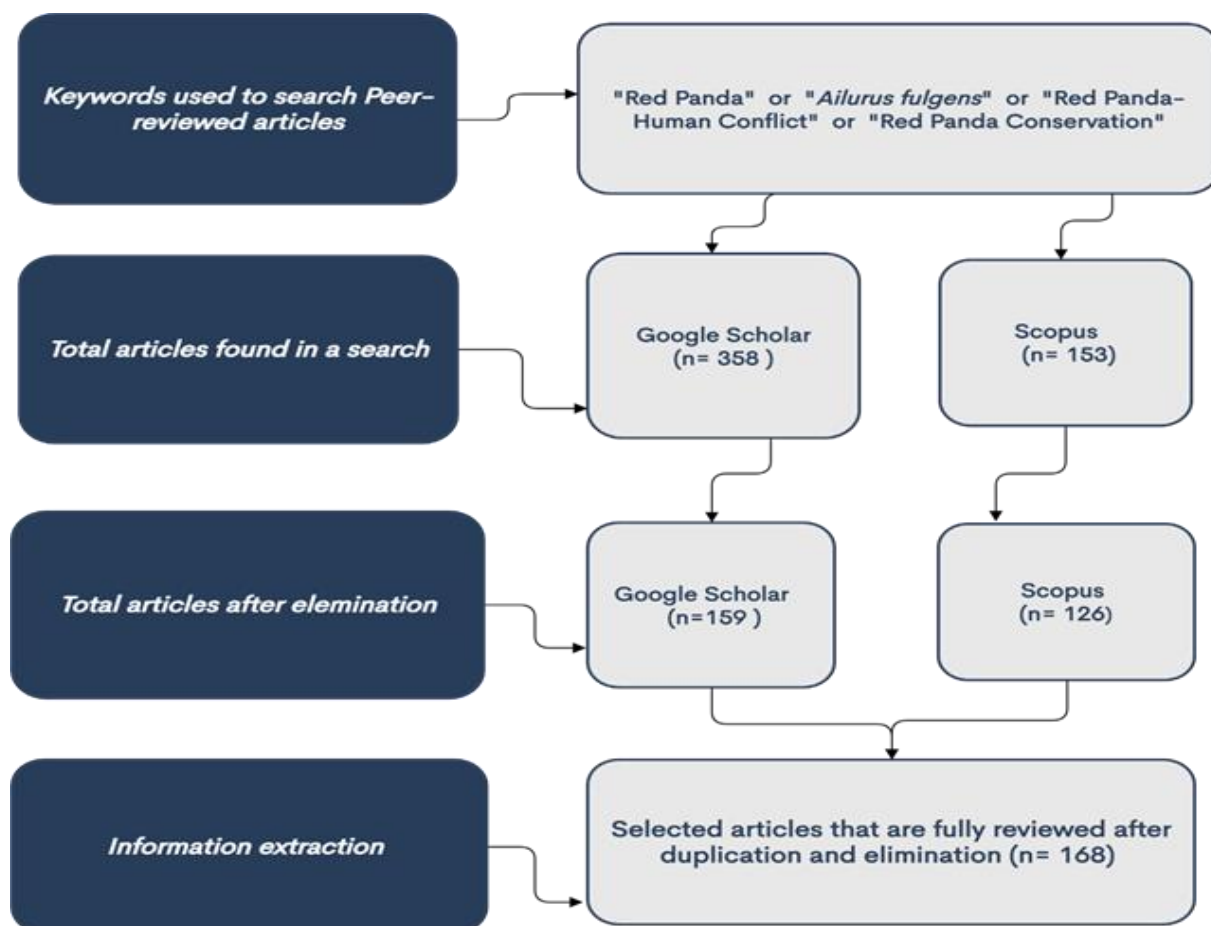 Keywords used to search Peer-
reviewed articles
"Red Panda" or "Ailurus fulgens" or "Red Panda-
Human Conflict" or "Red Panda Conservation"
Total articles found in a search
Google Scholar
(n= 358 )
Scopus
(n= 153)
Total articles after elemination
Google Scholar
(n=159 )
Scopus
(n= 126)
Information extraction
Selected articles that are fully reviewed after
duplication and elimination (n= 168)